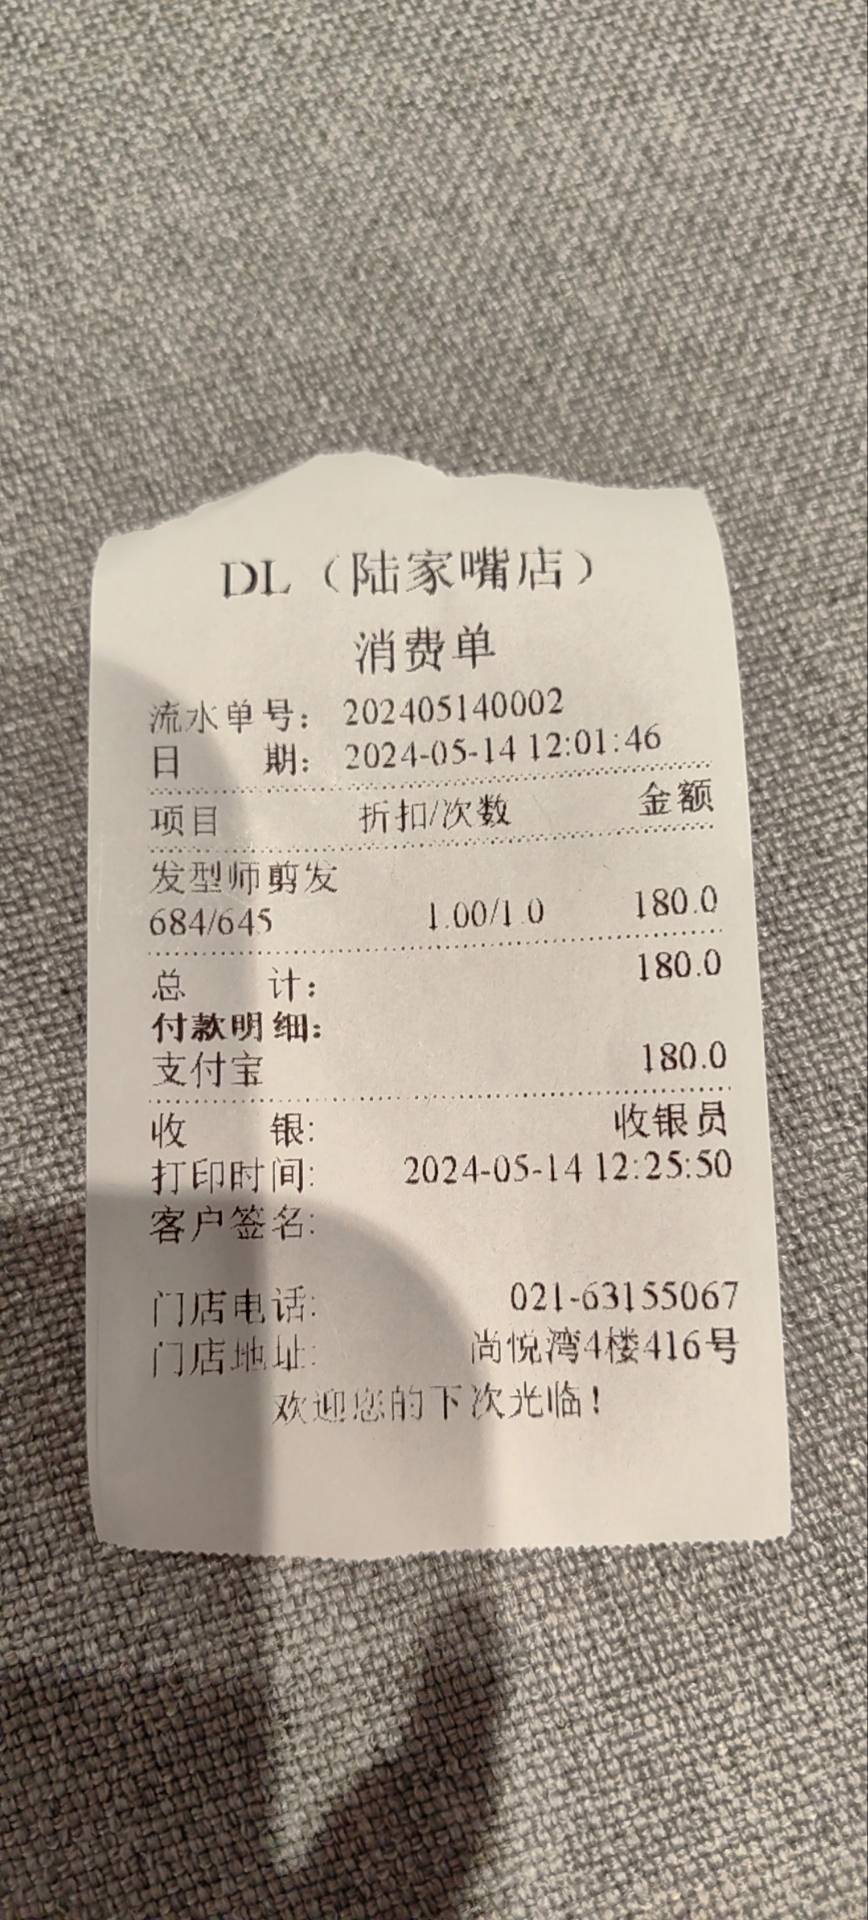 DL（陆家嘴店）
消费单
流水单号： 202405140002
日 期： 2024-05-14 12:01:46
项目 折扣/次数 金额
发型师剪发
684/645 1.00/1.0 180.0
总 计： 180.0
付款明细：
支付宝 180.0
收 银: 收银员
打印时间: 2024-05-14 12:25:50
客户签名:
门店电话: 021-63155067
门店地址: 尚悦湾4楼416号
欢迎您的下次光临！